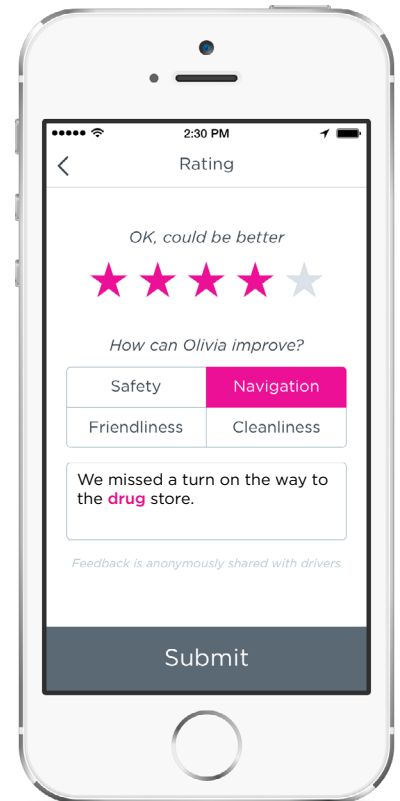 2:30 PM
Rating
OK, could be better
How can Olivia improve?
Safety
Navigation
Friendliness
Cleanliness
We missed a turn on the way to
the drug store.
Feedback is anonymously shared with drivers
Submit